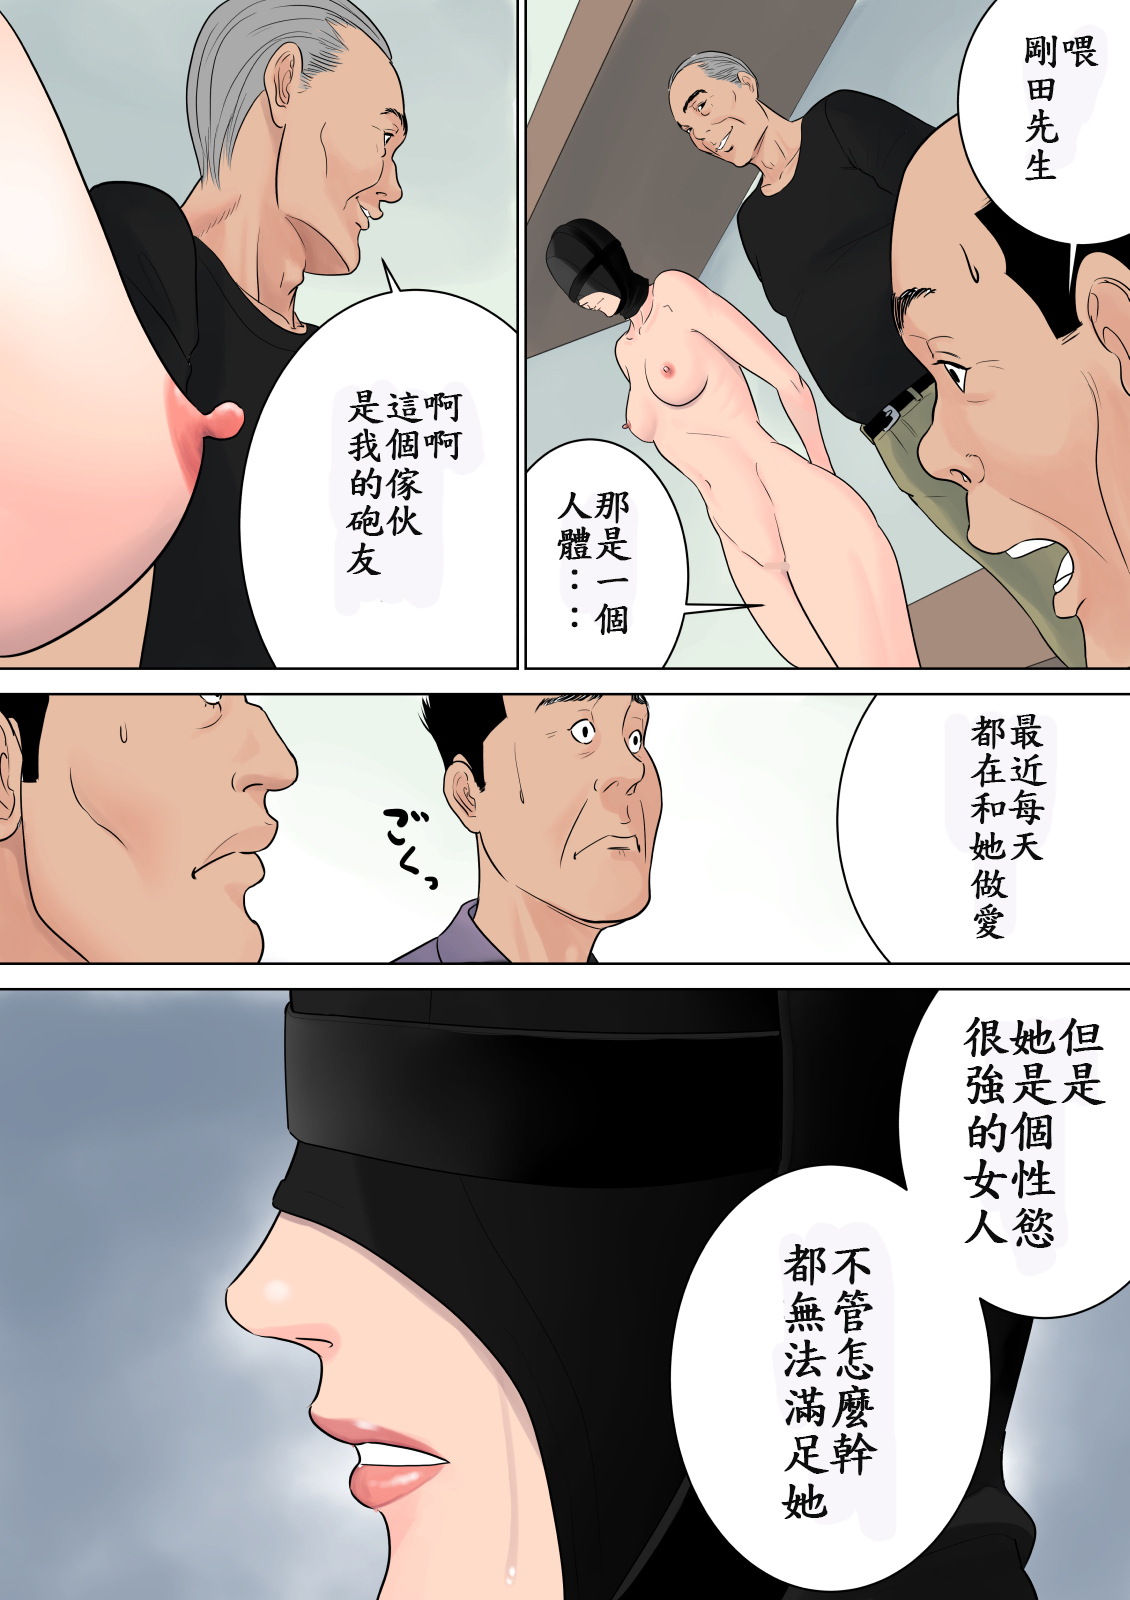 喂
剛田先生
那是一個
人體……
啊啊
這個傢伙
是我的砲友
最近每天
都在和她做愛
ごくっ
但是
她是個性慾
很強的女人
不管怎麼幹
都無法滿足她